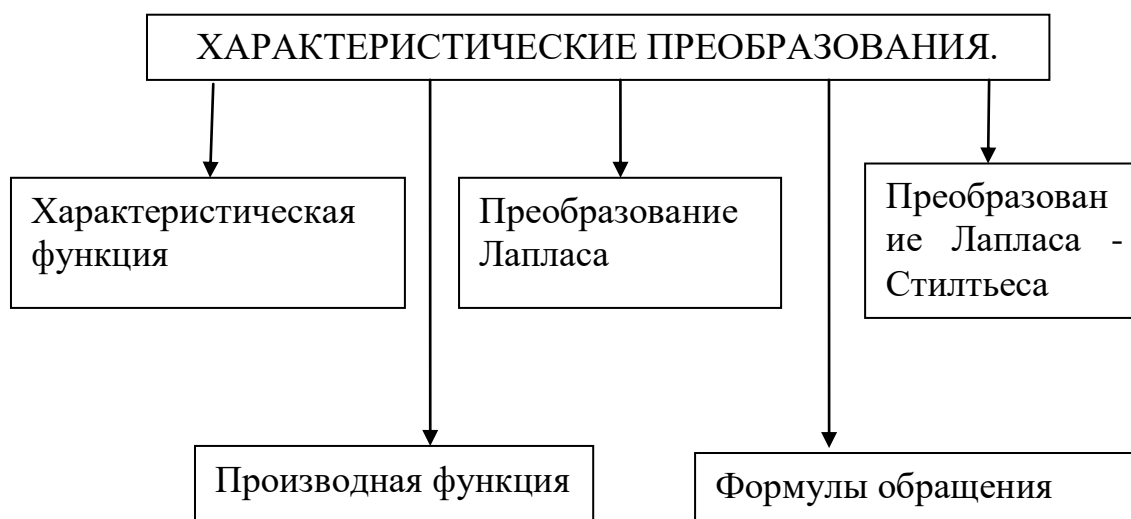 ХАРАКТЕРИСТИЧЕСКИЕ ПРЕОБРАЗОВАНИЯ.
Характеристическая
функция
Преобразование
Лапласа
Преобразован
ие Лапласа -
Стилтьеса
Производная функция
Формулы обращения